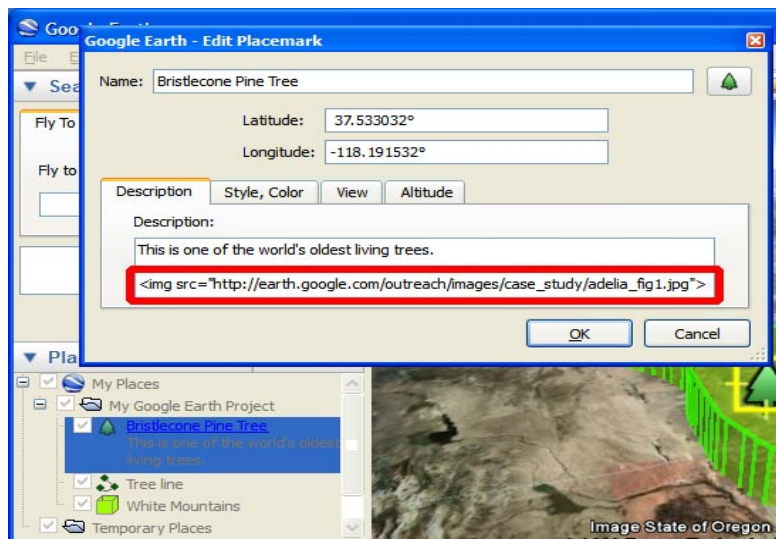 Goo
Google Earth - Edit Placemark
File E
Sea
Name: Bristlecone Pine Tree
Fly To
Latitude: 37.533032°
Longitude: -118.191532°
Fly to
Description Style, Color View Altitude
Description:
This is one of the world's oldest living trees.
<img src="http://earth.google.com/outreach/images/case_study/adelia_fig1.jpg">
OK Cancel
Pla
My Places
My Google Earth Project
Bristlecone Pine Tree
This is one of the world's oldest
living trees.
Tree line
White Mountains
Temporary Places
Image State of Oregon